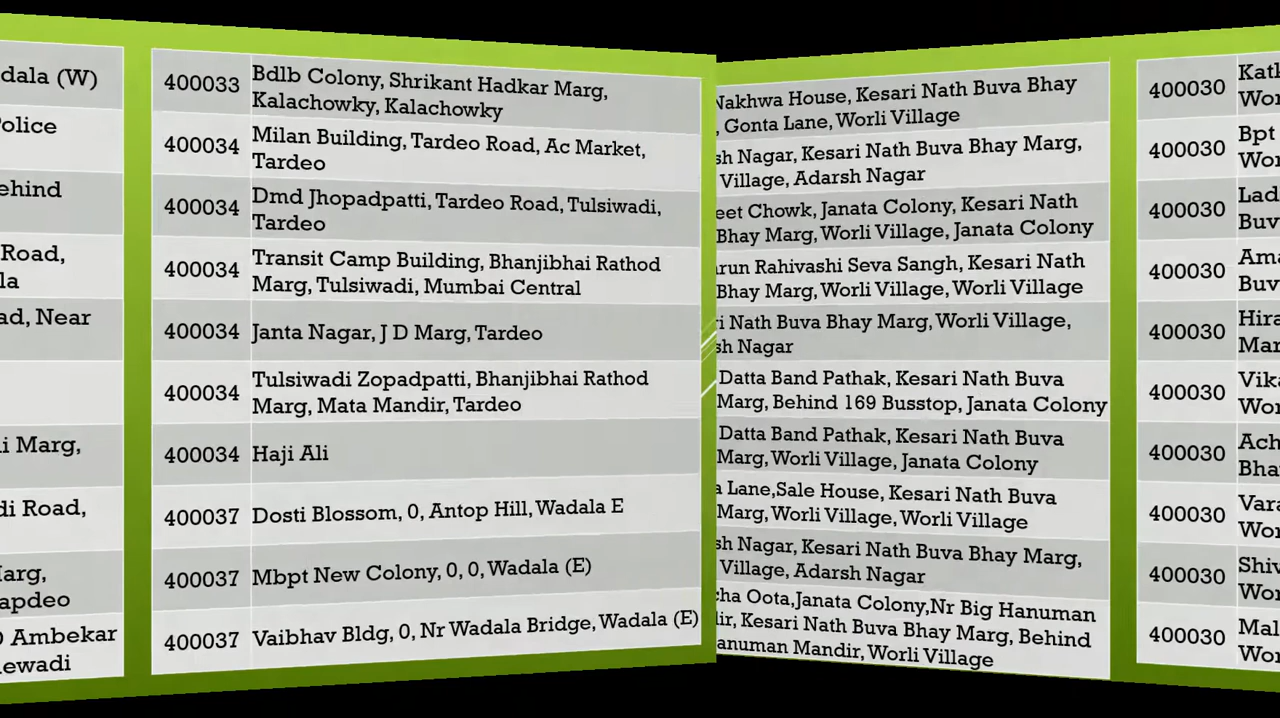 dala (W)
Police
ehind
Road,
la
ad, Near
i Marg,
di Road,
Marg,
apdeo
O Ambekar
ewadi
400033 Bdlb Colony, Shrikant Hadkar Marg,
Kalachowky, Kalachowky
400034 Milan Building, Tardeo Road, Ac Market,
Tardeo
400034 Dmd Jhopadpatti, Tardeo Road, Tulsiwadi,
Tardeo
400034 Transit Camp Building, Bhanjibhai Rathod
Marg, Tulsiwadi, Mumbai Central
400034 Janta Nagar, J D Marg, Tardeo
400034 Tulsiwadi Zopadpatti, Bhanjibhai Rathod
Marg, Mata Mandir, Tardeo
400034 Haji Ali
400037 Dosti Blossom, 0, Antop Hill, Wadala E
400037 Mbpt New Colony, 0, 0, Wadala (E)
400037 Vaibhav Bldg, 0, Nr Wadala Bridge, Wadala (E)
Nakhwa House, Kesari Nath Buva Bhay
, Gonta Lane, Worli Village
sh Nagar, Kesari Nath Buva Bhay Marg,
Village, Adarsh Nagar
eet Chowk, Janata Colony, Kesari Nath
Bhay Marg, Worli Village, Janata Colony
arun Rahivashi Seva Sangh, Kesari Nath
Bhay Marg, Worli Village, Worli Village
ri Nath Buva Bhay Marg, Worli Village,
sh Nagar
Datta Band Pathak, Kesari Nath Buva
Marg, Behind 169 Busstop, Janata Colony
Datta Band Pathak, Kesari Nath Buva
Marg, Worli Village, Janata Colony
a Lane,Sale House, Kesari Nath Buva
Marg, Worli Village, Worli Village
sh Nagar, Kesari Nath Buva Bhay Marg,
Village, Adarsh Nagar
cha Oota,Janata Colony,Nr Big Hanuman
dir, Kesari Nath Buva Bhay Marg, Behind
anuman Mandir, Worli Village
400030 Katk
Wor
400030 Bpt
Wor
400030 Lad
Buv
400030 Ama
Buv
400030 Hira
Mar
400030 Vika
Wor
400030 Ach
Bha
400030 Vara
Wor
400030 Shiv
Wor
400030 Mal
Wor